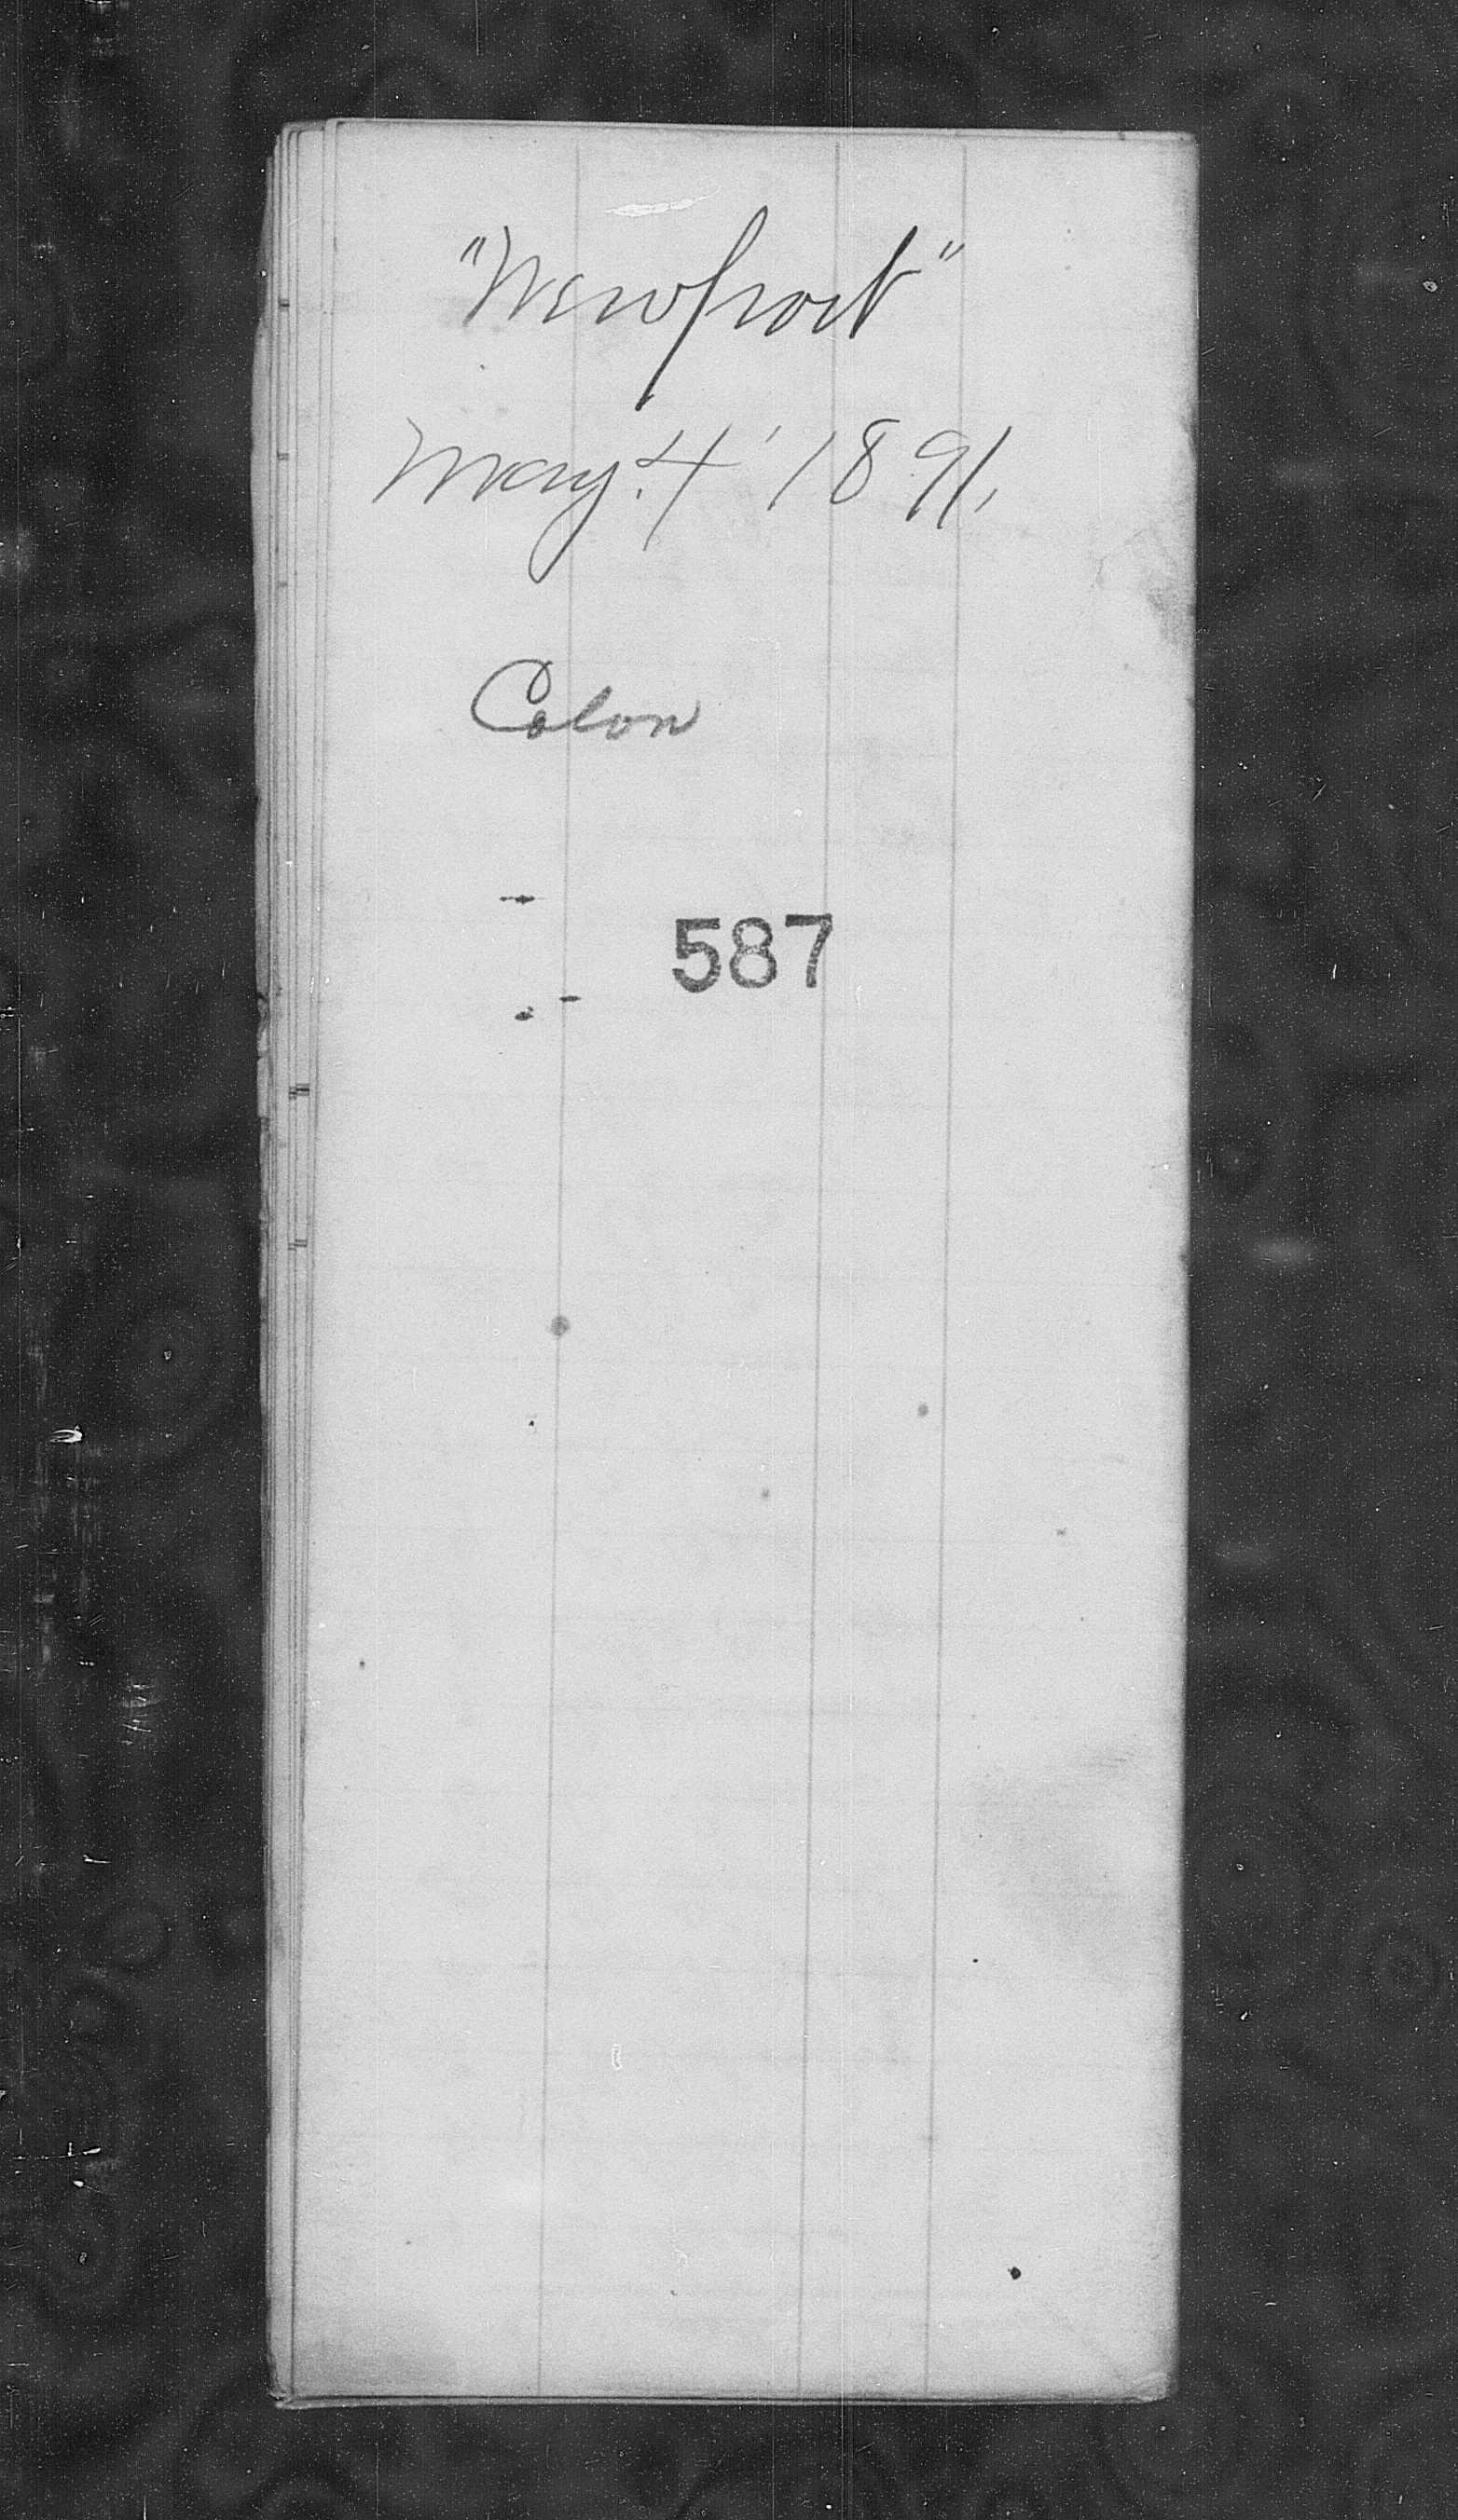 "Newport"
May. 4' 1891.
Colon
587